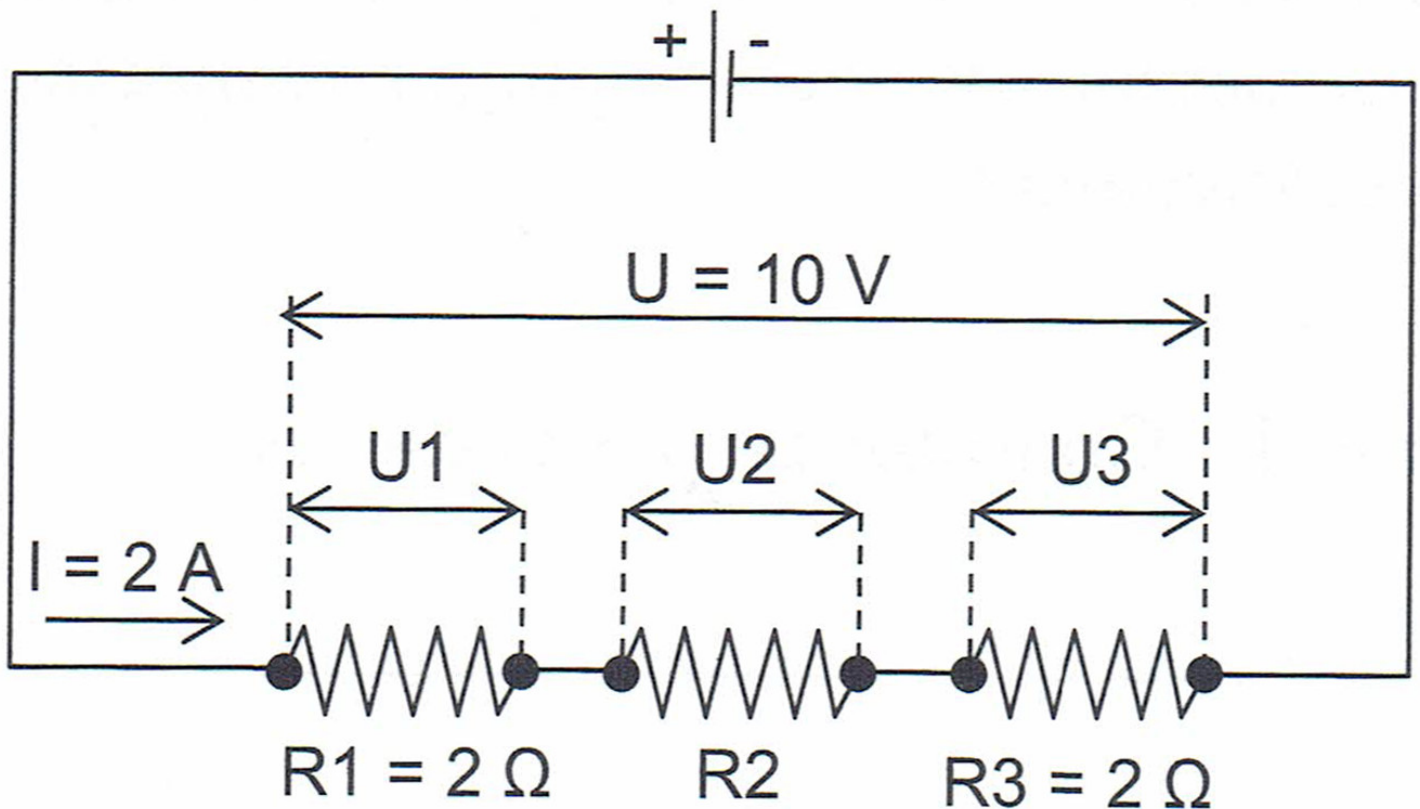 + -
U = 10 V
U1 U2 U3
I = 2 A
R1 = 2 Ω R2 R3 = 2 Ω